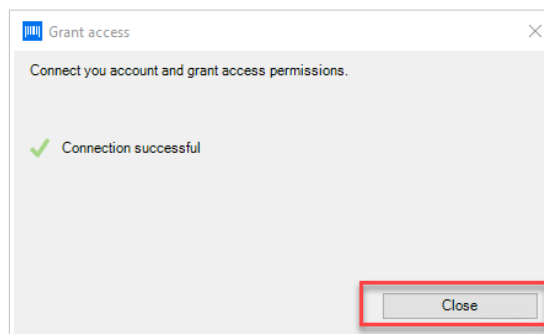 Grant access
Connect you account and grant access permissions.
Connection successful
Close